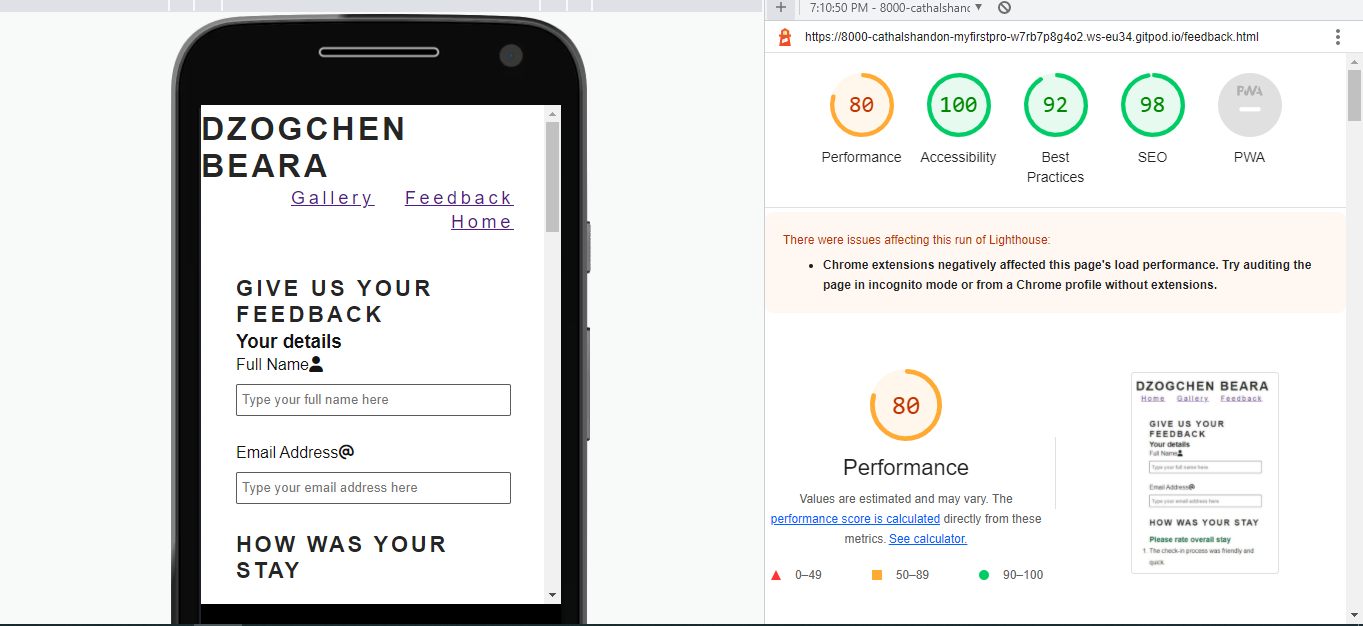 DZOGCHEN
BEARA
Gallery Feedback
Home
GIVE US YOUR
FEEDBACK
Your details
Full Name
Type your full name here
Email Address@
Type your email address here
HOW WAS YOUR
STAY
+ 7:10:50 PM - 8000-cathalshand
https://8000-cathalshandon-myfirstpro-w7rb7p8g4o2.ws-eu34.gitpod.io/feedback.html
80 100 92 98 PWA
Performance Accessibility Best SEO PWA
Practices
There were issues affecting this run of Lighthouse:
• Chrome extensions negatively affected this page's load performance. Try auditing the
page in incognito mode or from a Chrome profile without extensions.
80
Performance
Values are estimated and may vary. The
performance score is calculated directly from these
metrics. See calculator.
0–49 50–89 90–100
DZOGCHEN BEARA
Home Gallery Feedback
GIVE US YOUR
FEEDBACK
Your details
Full Name
Type your full name here
Email Address@
Type your email address here
HOW WAS YOUR STAY
Please rate overall stay
1. The check-in process was friendly and
quick